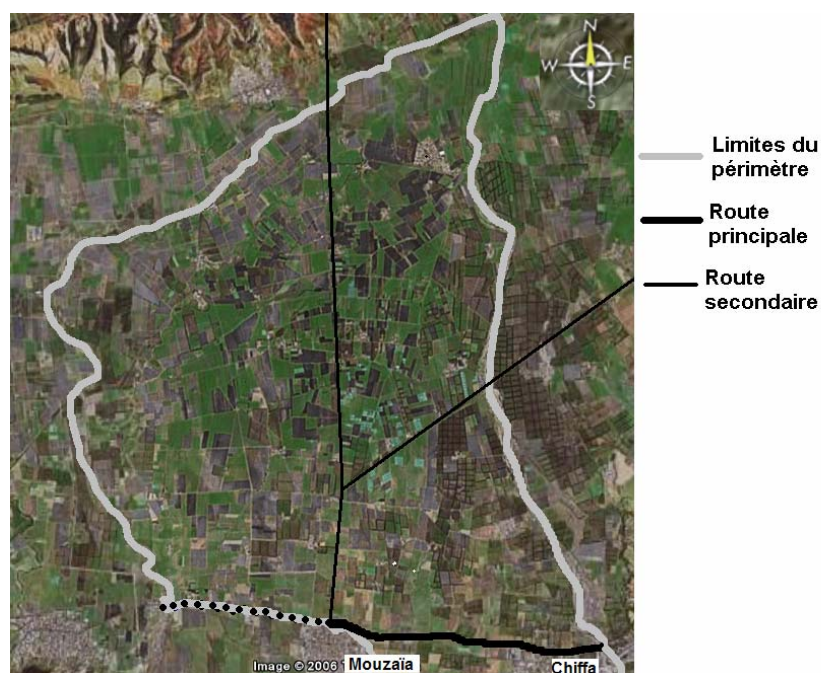 N
W E
S
Limites du
périmètre
Route
principale
Route
secondaire
Image © 2006
Mouzaïa
Chiffa